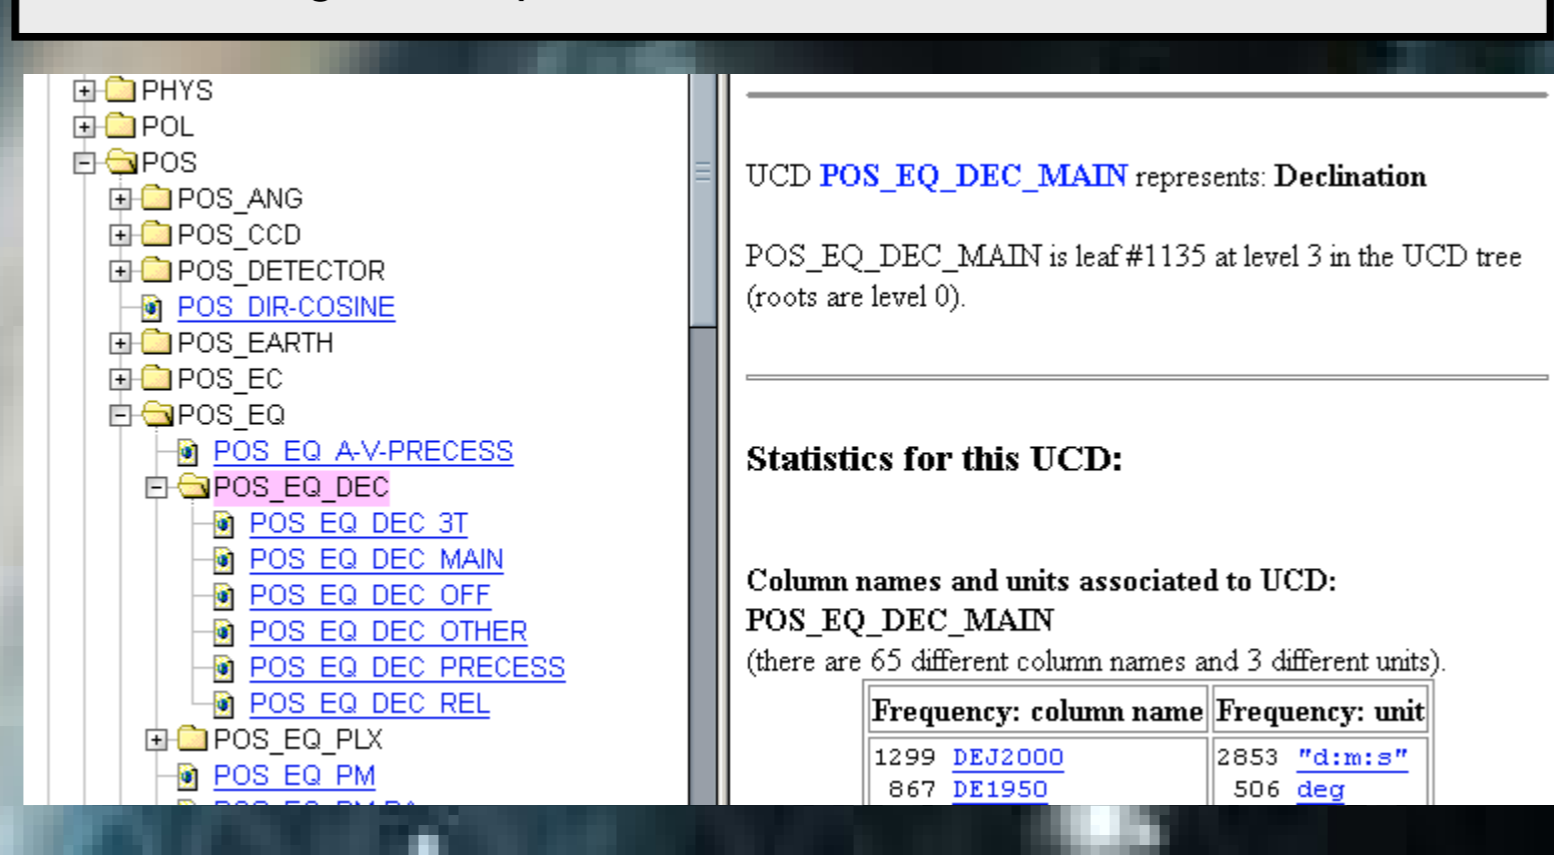 PHYS
POL
POS
POS_ANG
POS_CCD
POS_DETECTOR
POS_DIR-COSINE
POS_EARTH
POS_EC
POS_EQ
POS_EQ_A-V-PRECESS
POS_EQ_DEC
POS_EQ_DEC_3T
POS_EQ_DEC_MAIN
POS_EQ_DEC_OFF
POS_EQ_DEC_OTHER
POS_EQ_DEC_PRECESS
POS_EQ_DEC_REL
POS_EQ_PLX
POS_EQ_PM
UCD POS_EQ_DEC_MAIN represents: Declination
POS_EQ_DEC_MAIN is leaf #1135 at level 3 in the UCD tree
(roots are level 0).
Statistics for this UCD:
Column names and units associated to UCD:
POS_EQ_DEC_MAIN
(there are 65 different column names and 3 different units).
Frequency: column name Frequency: unit
1299 DEJ2000 2853 "d:m:s"
867 DE1950 506 deg